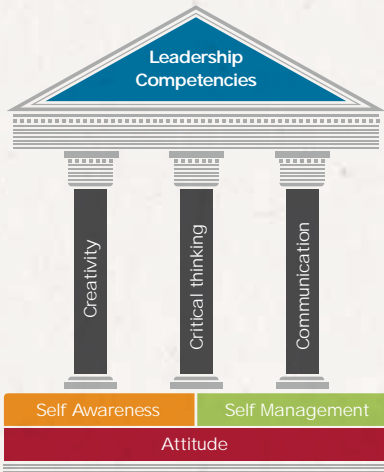 Leadership
Competencies
Creativity
Critical thinking
Communication
Self Awareness
Self Management
Attitude